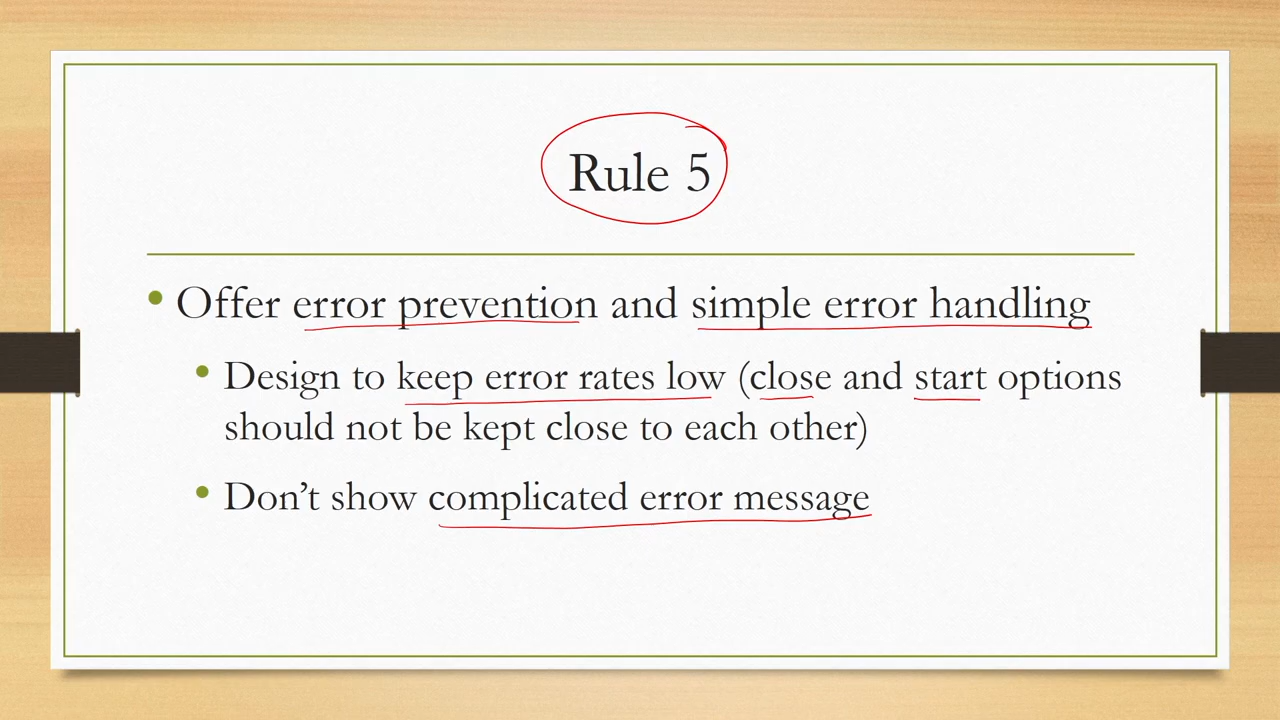 Rule 5
Offer error prevention and simple error handling
Design to keep error rates low (close and start options
should not be kept close to each other)
Don’t show complicated error message